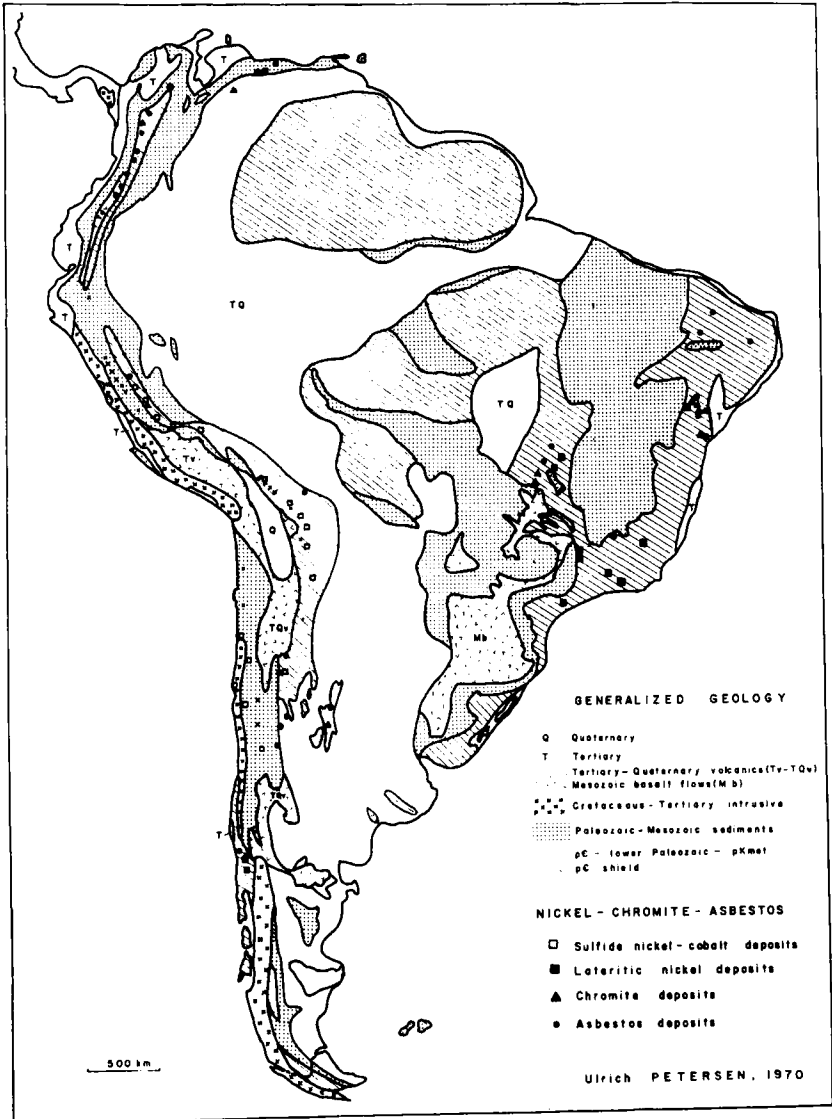 T
T
T
T
TQ
T
TQ
T
T
Tv
Q
T
TQv
Mb
TQv
T
GENERALIZED GEOLOGY
Q Quaternary
T Tertiary
Tertiary-Quaternary volcanics(Tv-TQv)
Mesozoic basalt flows(Mb)
Cretaceous-Tertiary intrusive
Paleozoic-Mesozoic sediments
p€ - lower Paleozoic - pKmet
p€ shield
NICKEL-CHROMITE-ASBESTOS
Sulfide nickel-cobalt deposits
Lateritic nickel deposits
Chromite deposits
Asbestos deposits
500 km
Ulrich PETERSEN, 1970